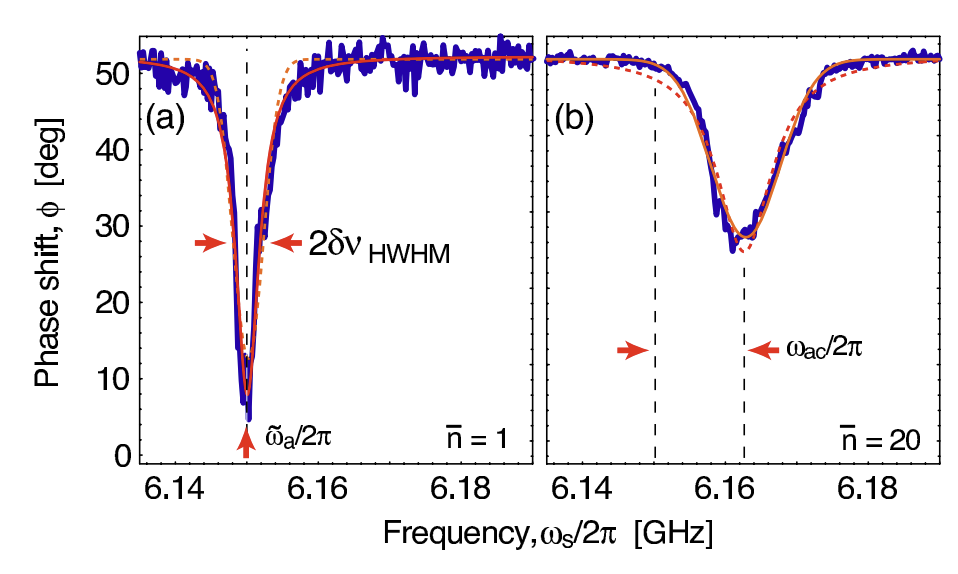 Phase shift, ϕ [deg]
50
40
30
20
10
0
(a)
2δν HWHM
ω̃a/2π
n̄ = 1
6.14
6.16
6.18
(b)
ωac/2π
n̄ = 20
6.14
6.16
6.18
Frequency, ωs/2π [GHz]